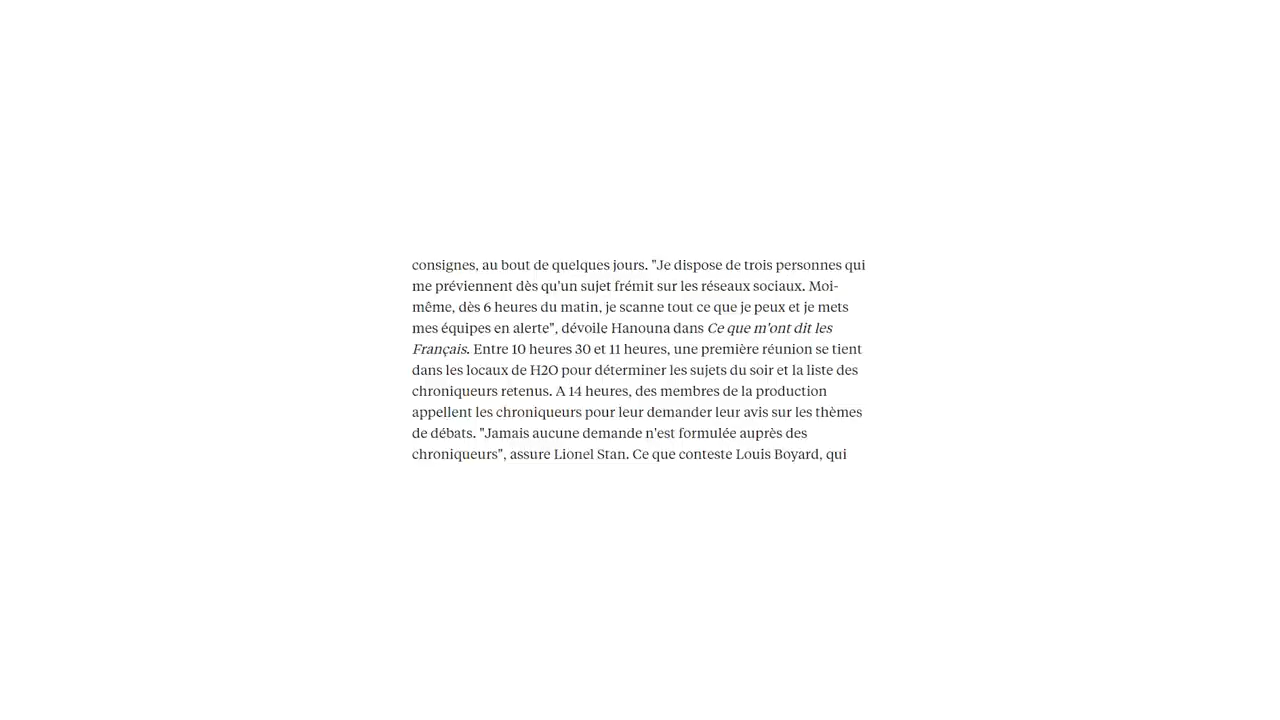 consignes, au bout de quelques jours. "Je dispose de trois personnes qui
me préviennent dès qu'un sujet frémit sur les réseaux sociaux. Moi-
même, dès 6 heures du matin, je scanne tout ce que je peux et je mets
mes équipes en alerte", dévoile Hanouna dans Ce que m'ont dit les
Français. Entre 10 heures 30 et 11 heures, une première réunion se tient
dans les locaux de H2O pour déterminer les sujets du soir et la liste des
chroniqueurs retenus. A 14 heures, des membres de la production
appellent les chroniqueurs pour leur demander leur avis sur les thèmes
de débats. "Jamais aucune demande n'est formulée auprès des
chroniqueurs", assure Lionel Stan. Ce que conteste Louis Boyard, qui